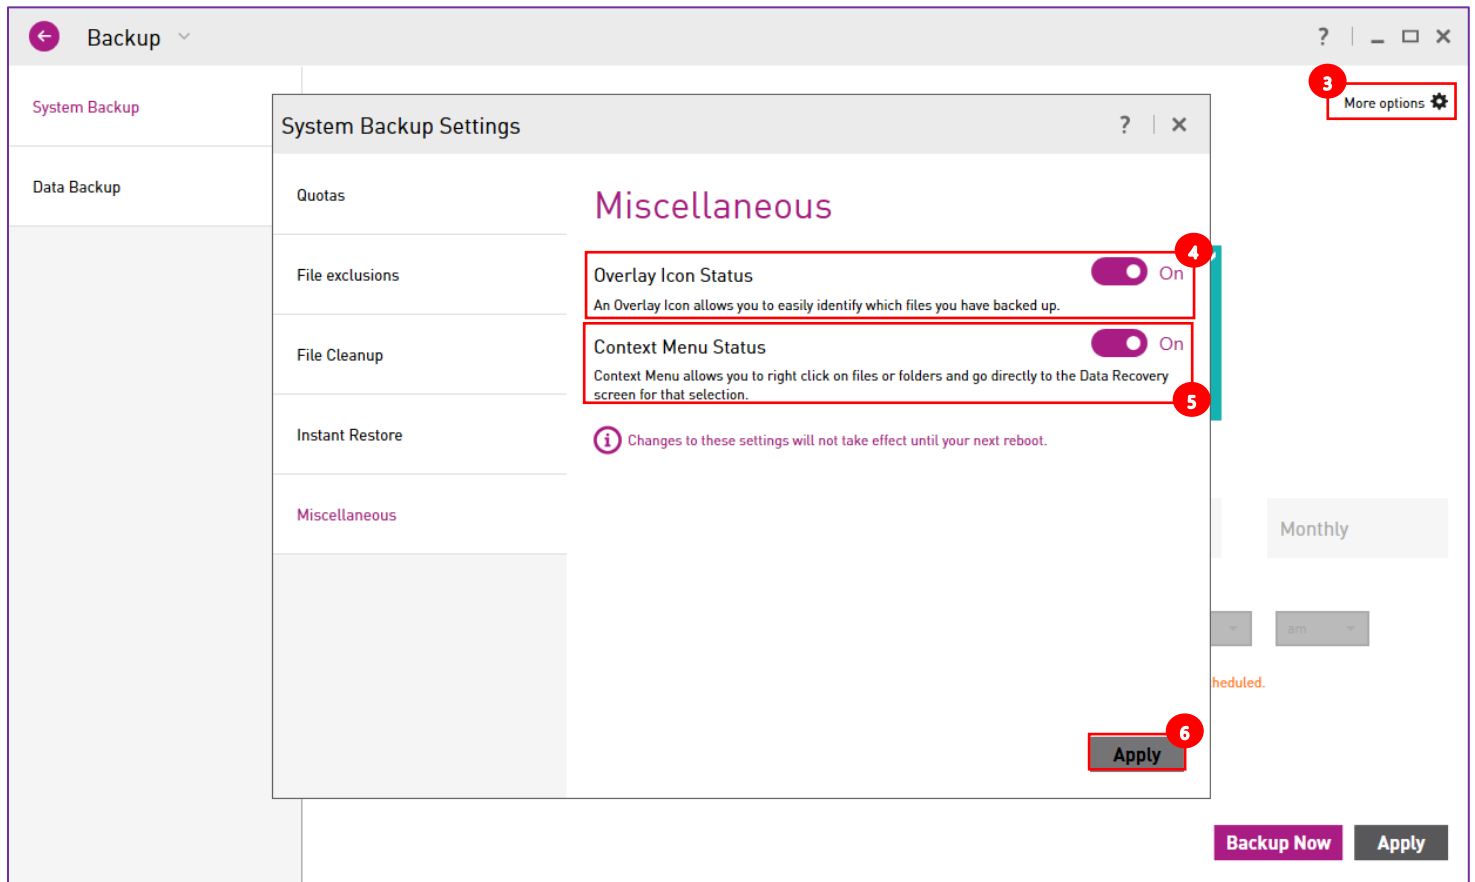 Backup
?
System Backup
Data Backup
3
More options
System Backup Settings
?
Quotas
File exclusions
File Cleanup
Instant Restore
Miscellaneous
Miscellaneous
4
Overlay Icon Status
On
An Overlay Icon allows you to easily identify which files you have backed up.
Context Menu Status
On
Context Menu allows you to right click on files or folders and go directly to the Data Recovery
screen for that selection.
5
Changes to these settings will not take effect until your next reboot.
Monthly
am
heduled.
6
Apply
Backup Now
Apply